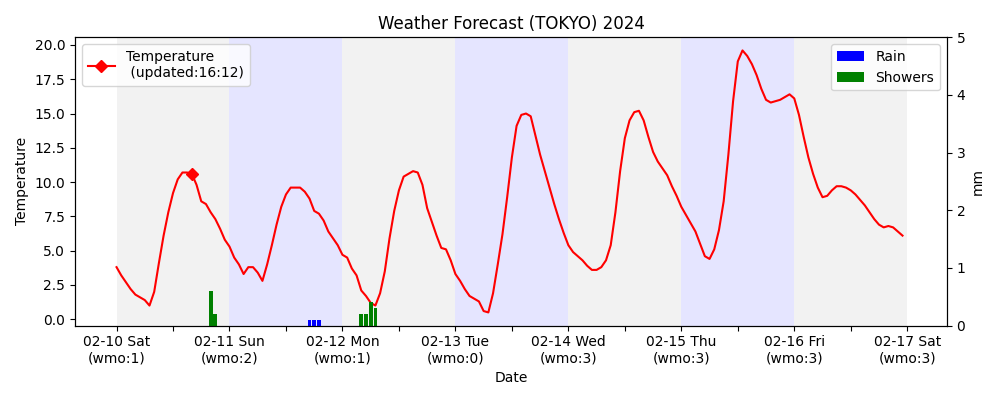 Weather Forecast (TOKYO) 2024
Temperature
(updated:16:12)
Rain
Showers
Temperature
20.0
17.5
15.0
12.5
10.0
7.5
5.0
2.5
0.0
5
4
3
2
1
0
mm
02-10 Sat
(wmo:1)
02-11 Sun
(wmo:2)
02-12 Mon
(wmo:1)
02-13 Tue
(wmo:0)
02-14 Wed
(wmo:3)
02-15 Thu
(wmo:3)
02-16 Fri
(wmo:3)
02-17 Sat
(wmo:3)
Date